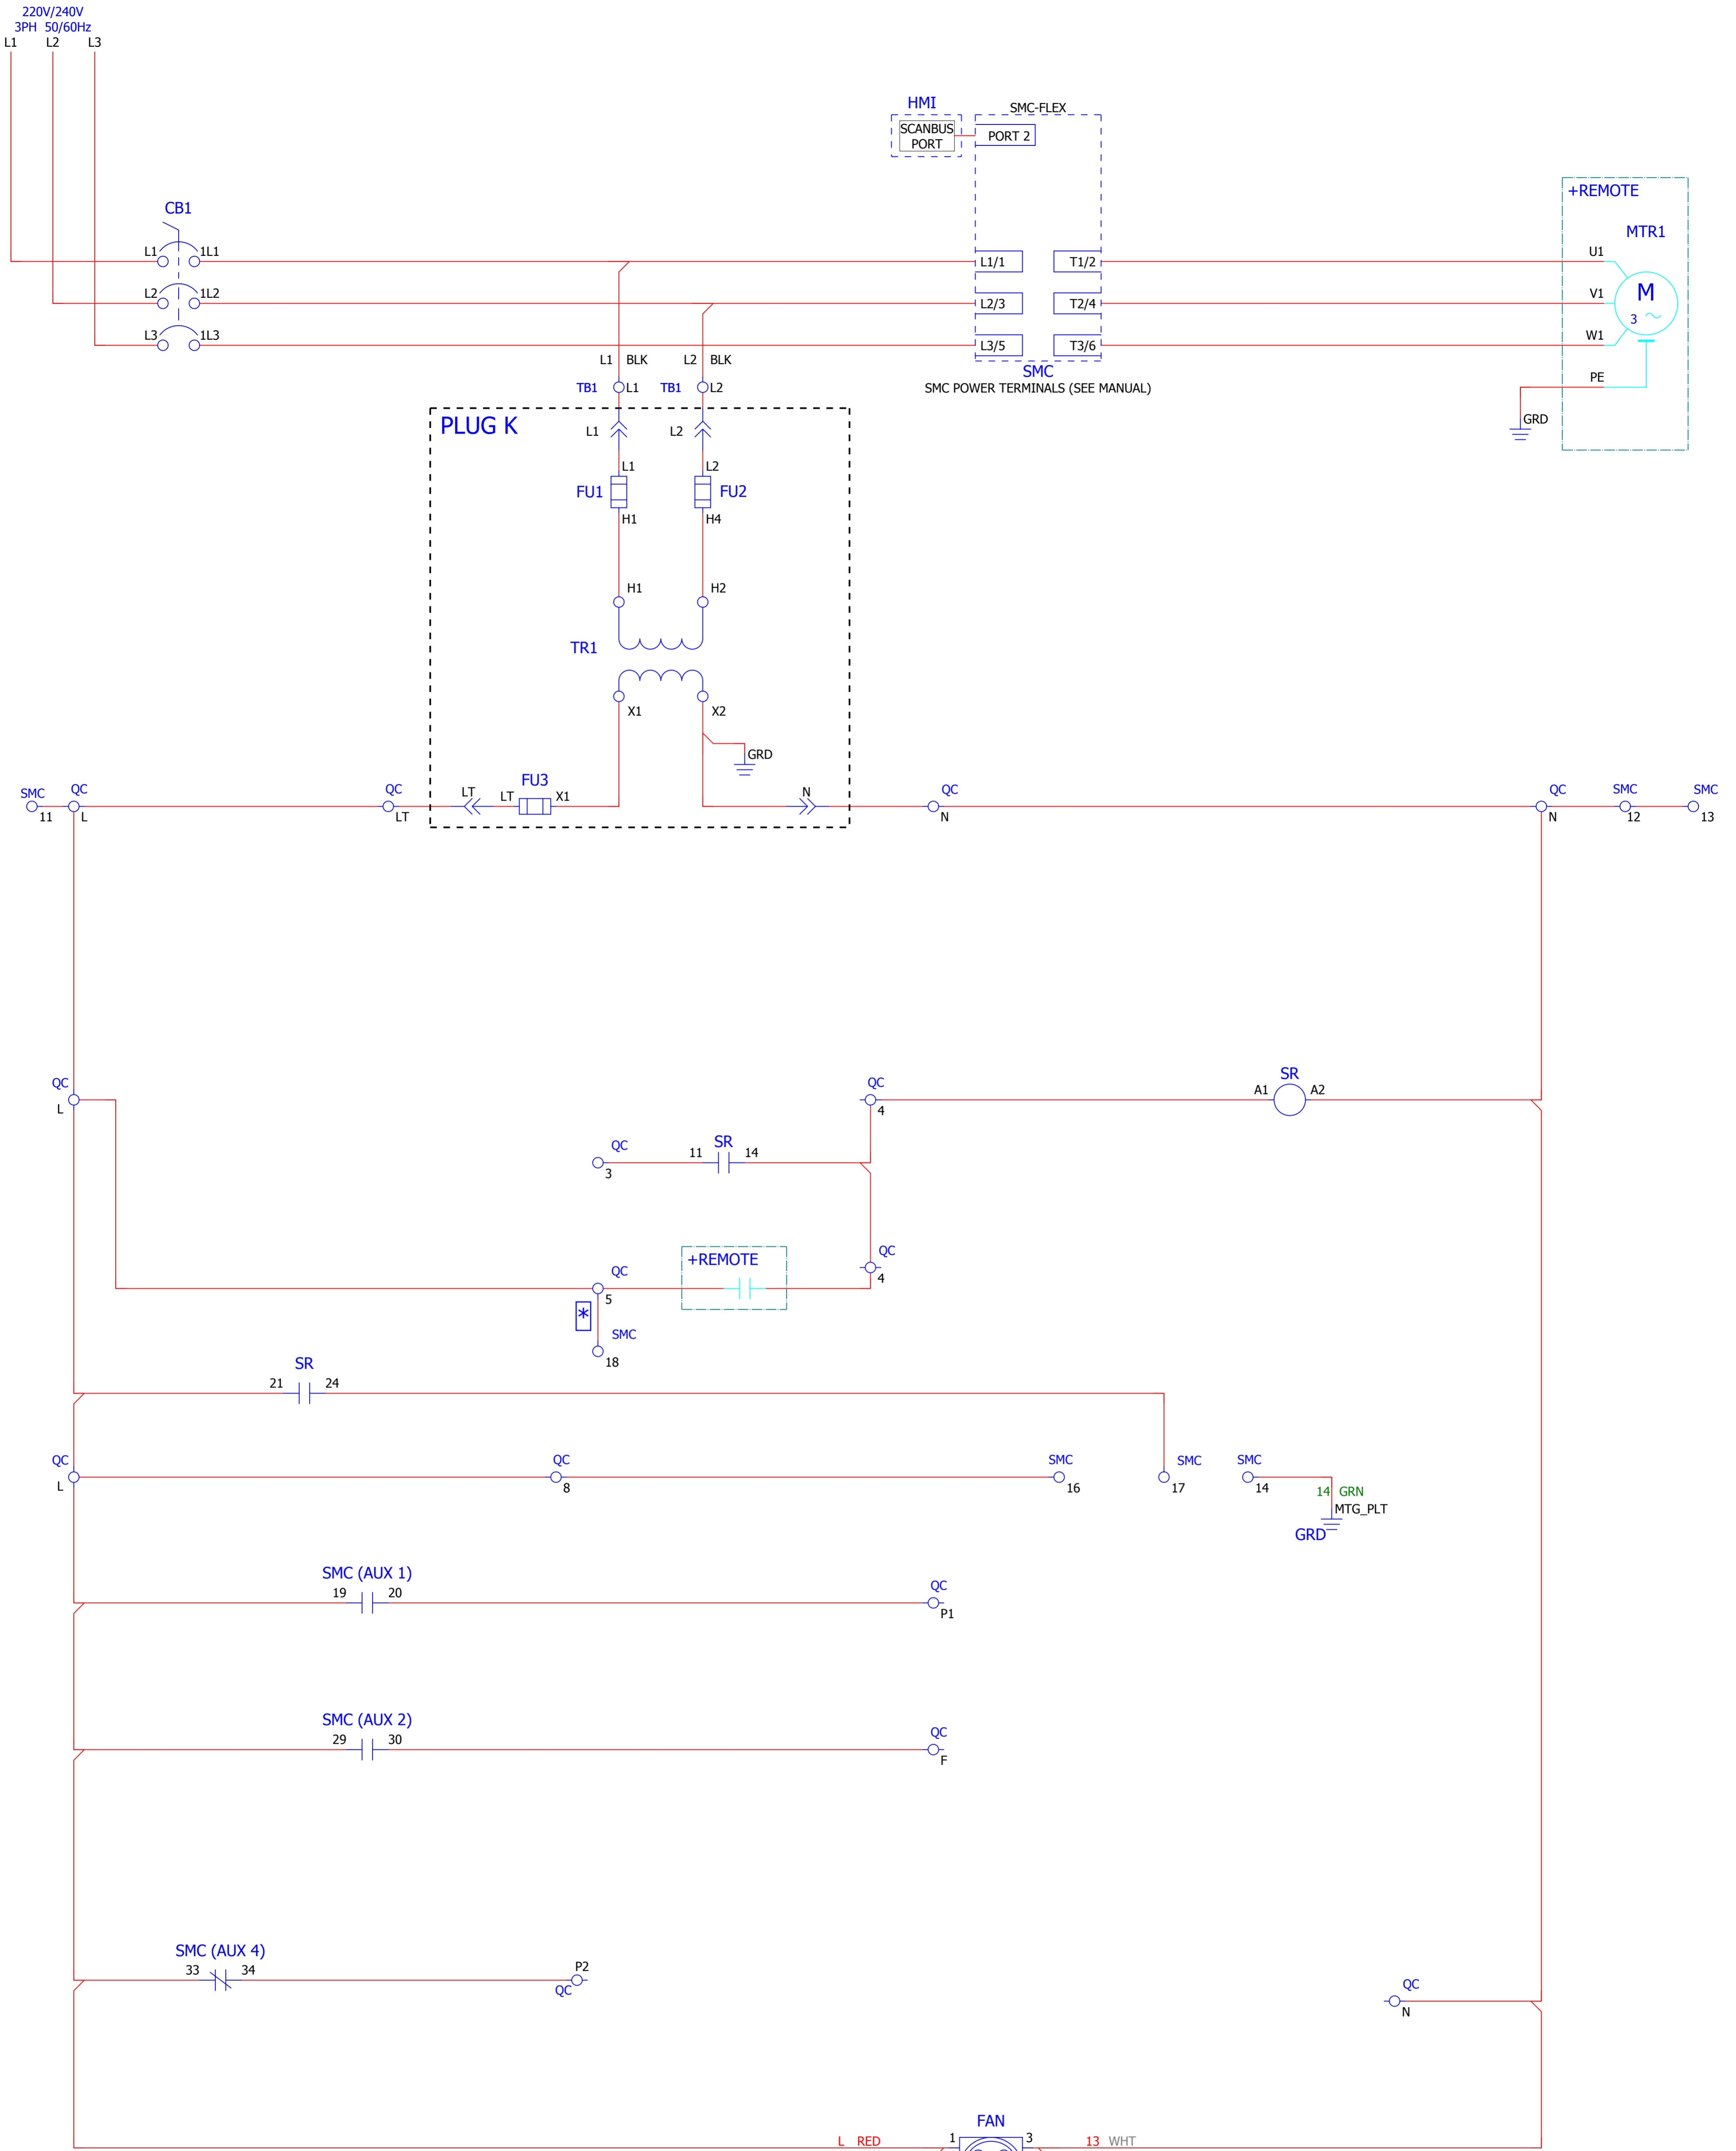 220V/240V
3PH 50/60Hz
L1 L2 L3
HMI
SMC-FLEX
SCANBUS
PORT
PORT 2
+REMOTE
CB1
MTR1
L1 1L1
L1/1 T1/2
U1
L2 1L2
L2/3 T2/4
V1
M
3
L3 1L3
L3/5 T3/6
W1
L1 BLK L2 BLK
SMC
PE
TB1 L1 TB1 L2
SMC POWER TERMINALS (SEE MANUAL)
PLUG K
GRD
L1 L2
L1 L2
FU1 FU2
H1 H4
H1 H2
TR1
X1 X2
GRD
FU3
SMC QC QC LT LT X1 N QC QC SMC SMC
11 L LT N N 12 13
QC QC SR
A1 A2
L 4
QC SR
11 14
3
QC
+REMOTE
QC
4
5
*
SMC
18
SR
21 24
QC QC SMC SMC SMC
L 8 16 17 14
14 GRN
MTG_PLT
GRD
SMC (AUX 1)
19 20
QC
P1
SMC (AUX 2)
29 30
QC
F
SMC (AUX 4)
33 34
P2
QC
QC
N
FAN
L RED 1 3 13 WHT